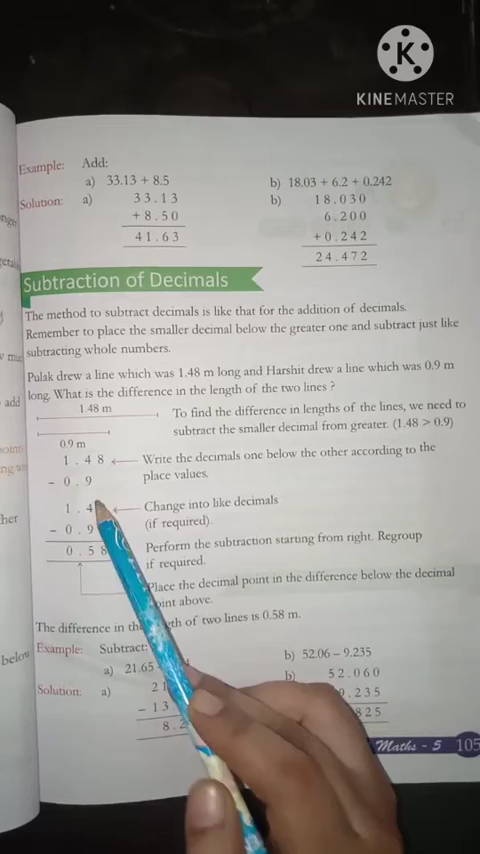 K
KINEMASTER
Example: Add:
a) 33.13 + 8.5
b) 18.03 + 6.2 + 0.242
Solution: a) 33.13
+ 8.50
41.63
b) 18.030
6.200
+ 0.242
24.472
Subtraction of Decimals
The method to subtract decimals is like that for the addition of decimals.
Remember to place the smaller decimal below the greater one and subtract just like
subtracting whole numbers.
Pulak drew a line which was 1.48 m long and Harshit drew a line which was 0.9 m
long. What is the difference in the length of the two lines ?
1.48 m
0.9 m
To find the difference in lengths of the lines, we need to
subtract the smaller decimal from greater. (1.48 > 0.9)
1 . 4 8
- 0 . 9
Write the decimals one below the other according to the
place values.
1 . 4
- 0 . 9
0 . 5 8
Change into like decimals
(if required).
Perform the subtraction starting from right. Regroup
if required.
Place the decimal point in the difference below the decimal
point above.
The difference in the length of two lines is 0.58 m.
Example: Subtract:
a) 21.65
b) 52.06 – 9.235
Solution: a) 21
- 13
8.2
b) 52.060
9.235
825
Maths - 5 105
add
her
below